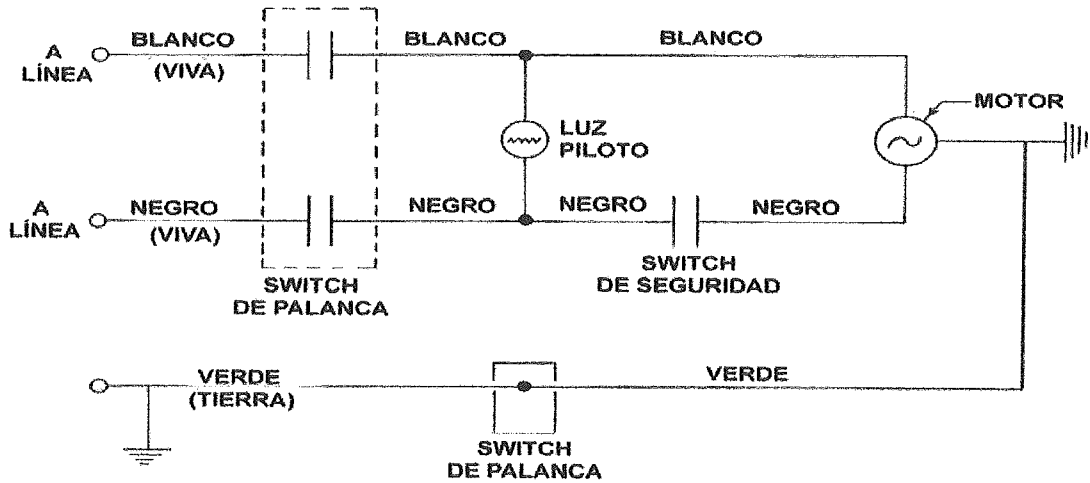 A
LÍNEA
BLANCO
(VIVA)
BLANCO
BLANCO
MOTOR
LUZ
PILOTO
A
LÍNEA
NEGRO
(VIVA)
NEGRO
NEGRO
NEGRO
SWITCH
DE PALANCA
SWITCH
DE SEGURIDAD
VERDE
(TIERRA)
VERDE
SWITCH
DE PALANCA